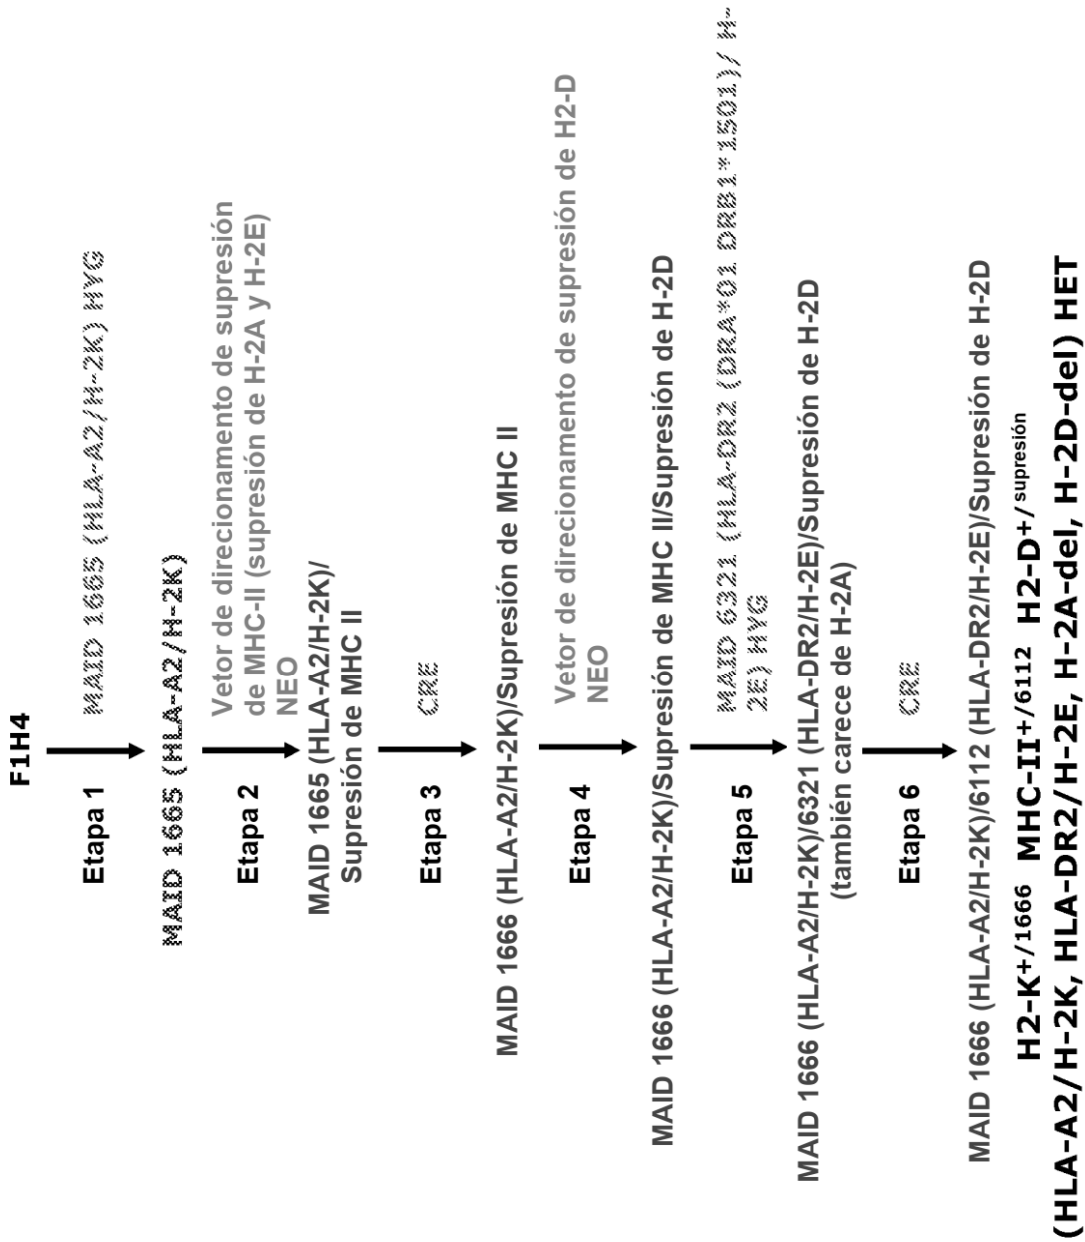 F1H4
Etapa 1
MAID 1665 (HLA-A2/H-2K) HYG
MAID 1665 (HLA-A2/H-2K)
Etapa 2
Vetor de direcionamento de supresión
de MHC-II (supresión de H-2A y H-2E)
NEO
MAID 1665 (HLA-A2/H-2K)/
Supresión de MHC II
Etapa 3
CRE
MAID 1666 (HLA-A2/H-2K)/Supresión de MHC II
Etapa 4
Vetor de direcionamento de supresión de H2-D
NEO
MAID 1666 (HLA-A2/H-2K)/Supresión de MHC II/Supresión de H-2D
Etapa 5
MAID 6321 (HLA-DR2 (DRA*01 DRB1*1501)/ H-
2E) HYG
MAID 1666 (HLA-A2/H-2K)/6321 (HLA-DR2/H-2E)/Supresión de H-2D
(también carece de H-2A)
Etapa 6
CRE
MAID 1666 (HLA-A2/H-2K)/6112 (HLA-DR2/H-2E)/Supresión de H-2D
H2-K+/1666 MHC-II+/6112 H2-D+/supresión
(HLA-A2/H-2K, HLA-DR2/H-2E, H-2A-del, H-2D-del) HET